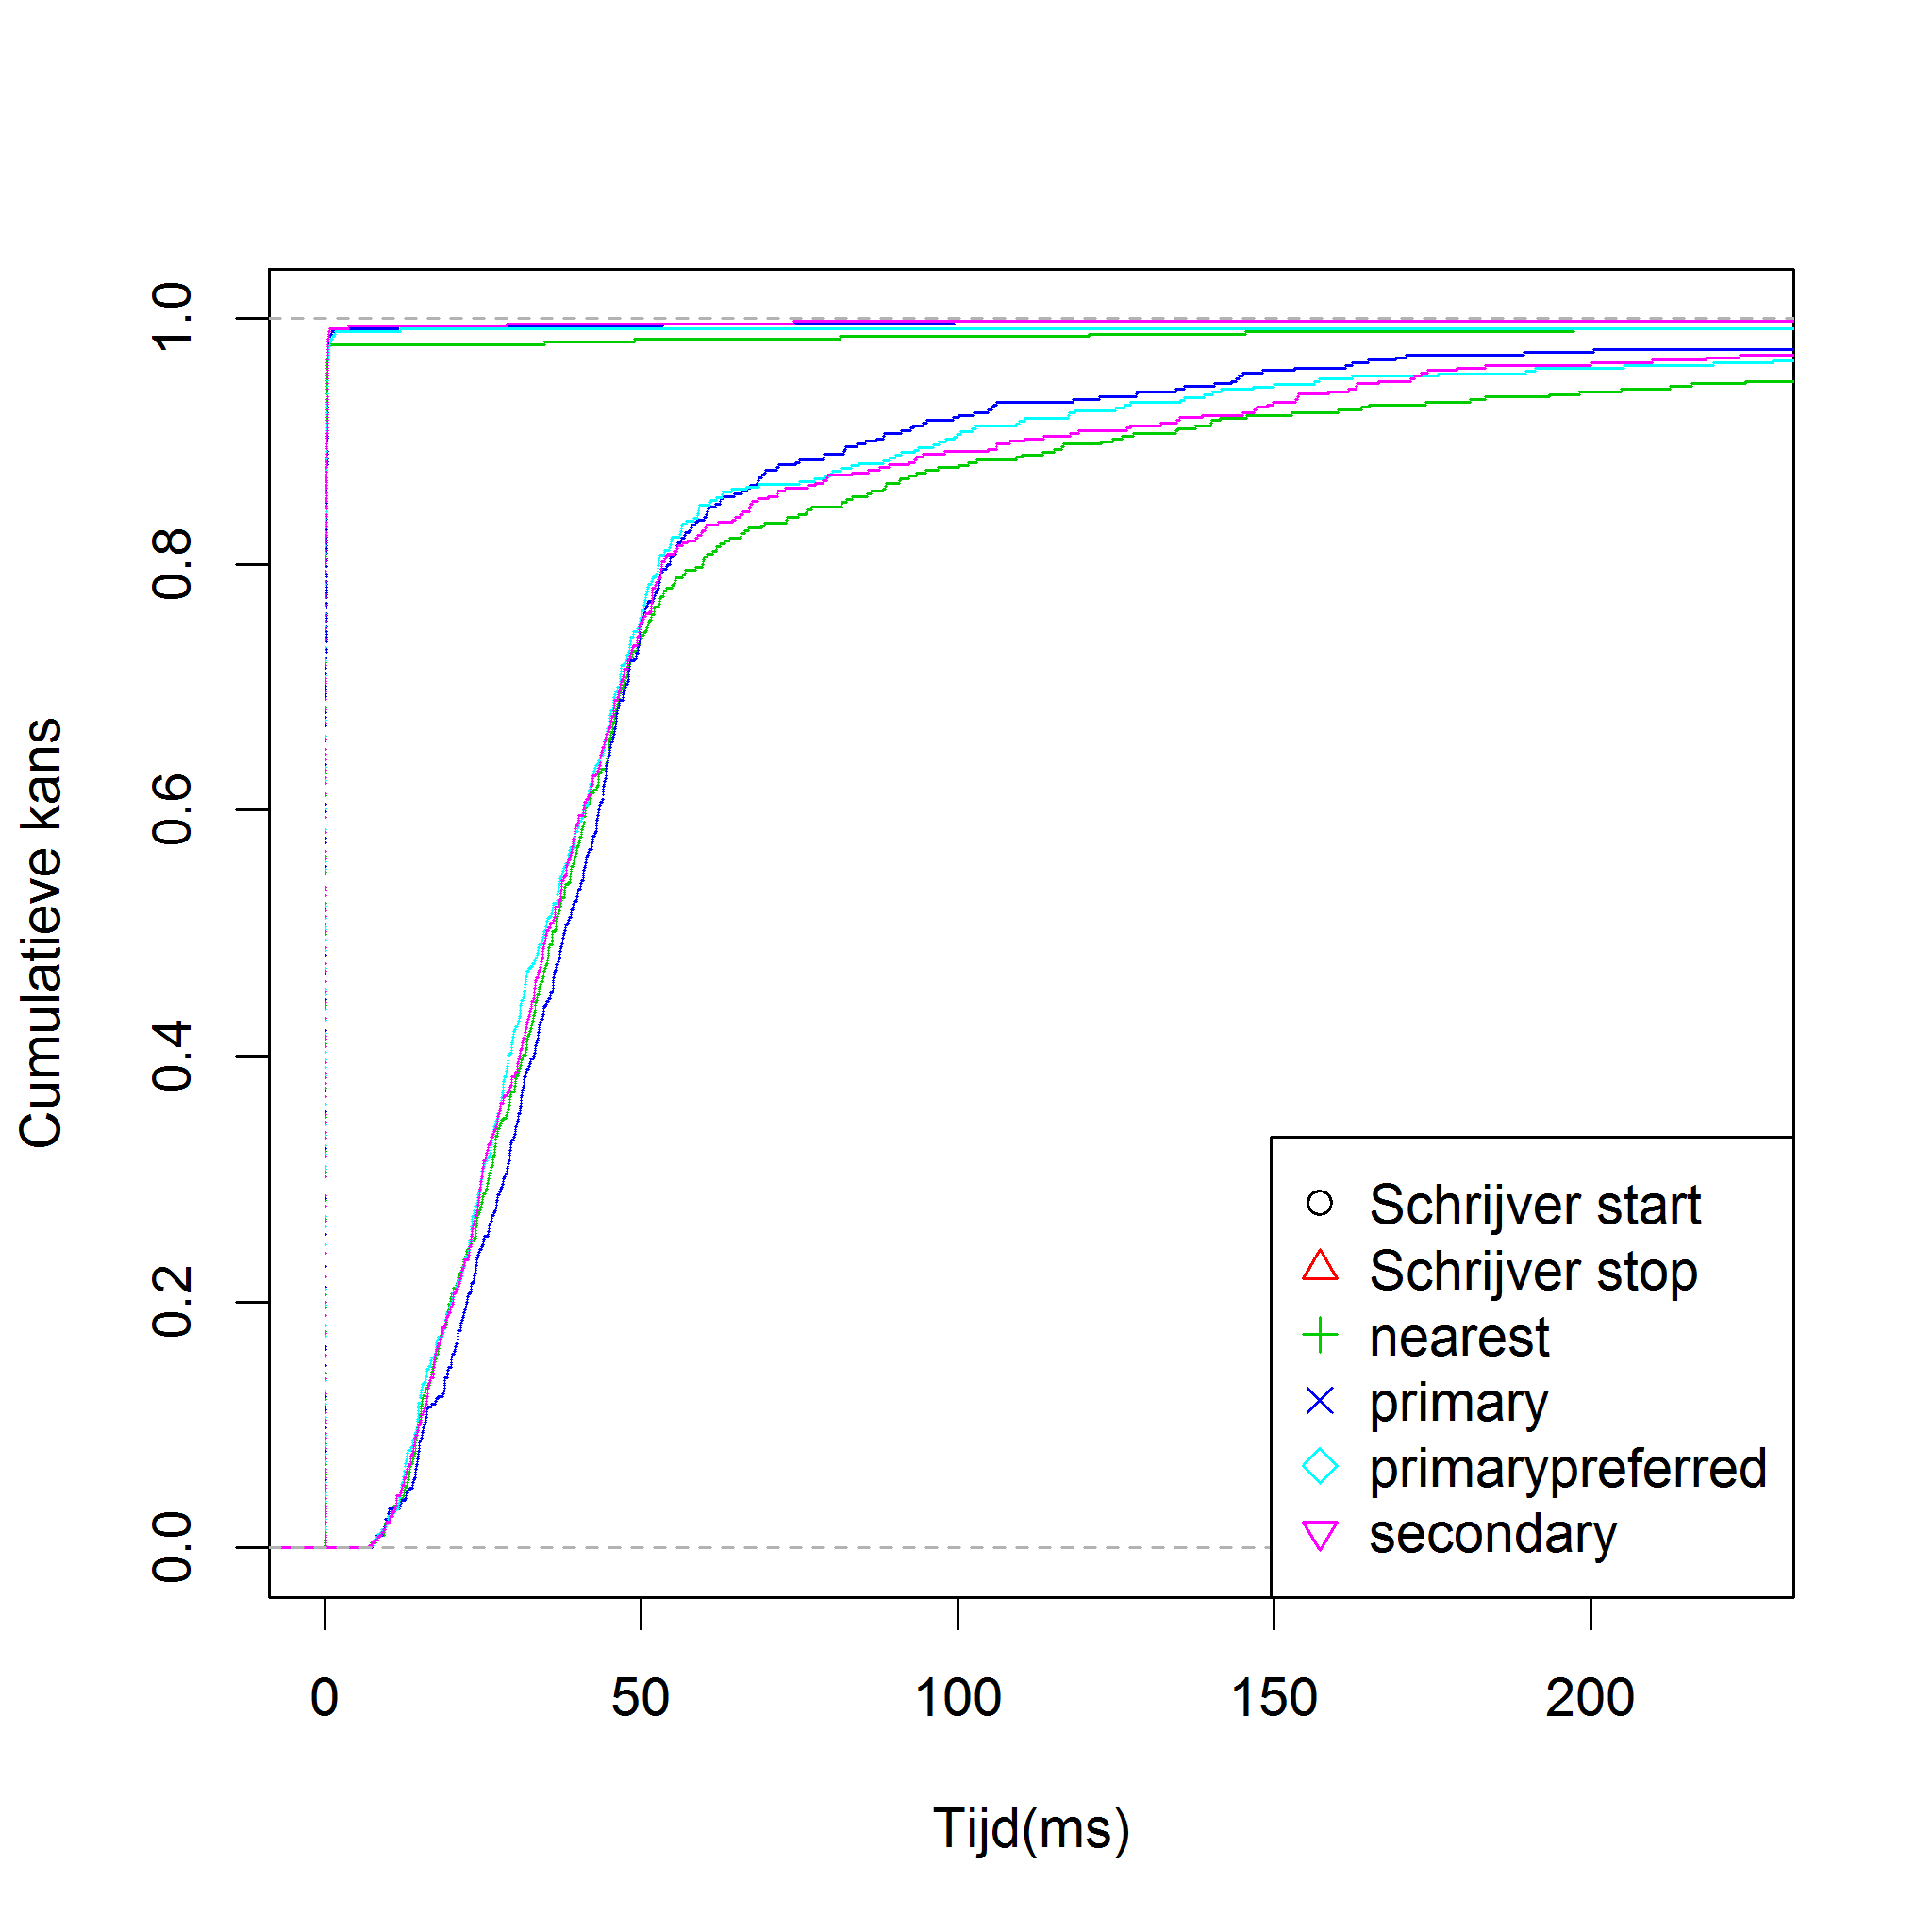 1.0
0.8
0.6
0.4
0.2
0.0
Cumulatieve kans
0 50 100 150 200
Tijd(ms)
Schrijver start
Schrijver stop
nearest
primary
primarypreferred
secondary